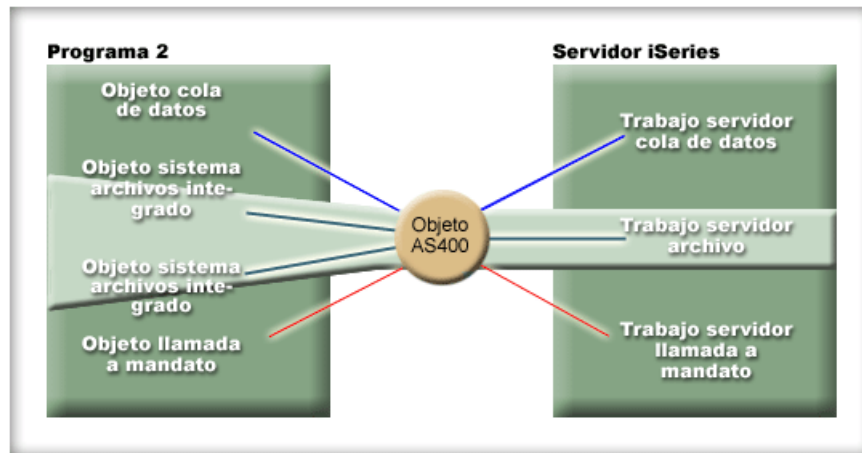 Programa 2
Servidor iSeries
Objeto cola
de datos
Trabajo servidor
cola de datos
Objeto sistema
archivos inte-
grado
Objeto
AS400
Trabajo servidor
archivo
Objeto sistema
archivos inte-
grado
Objeto llamada
a mandato
Trabajo servidor
llamada a
mandato